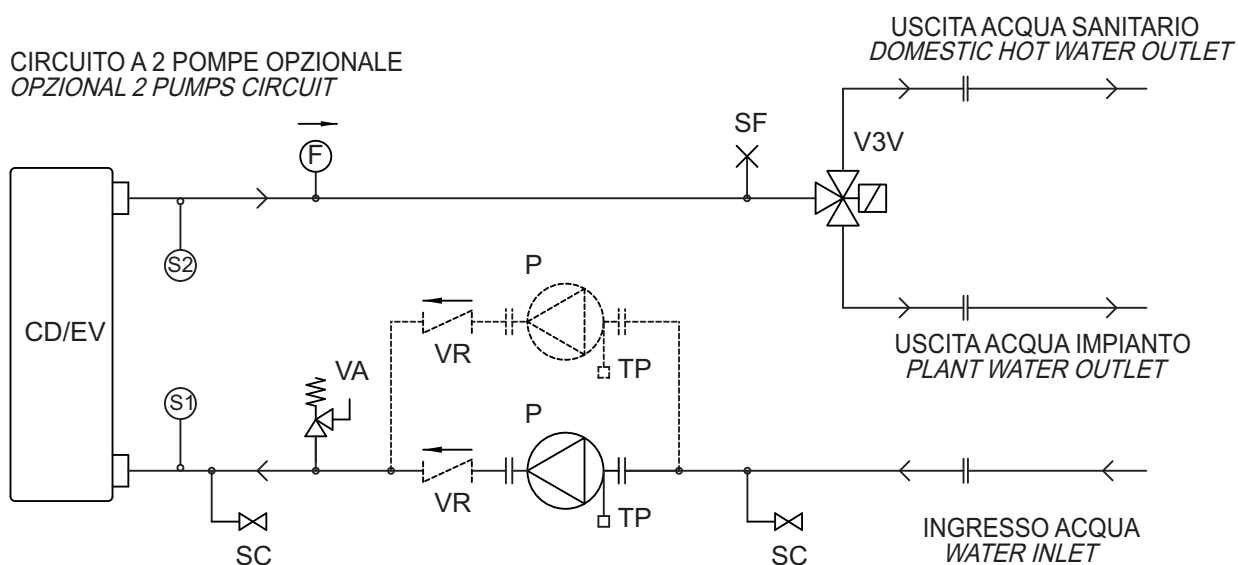 USCITA ACQUA SANITARIO
DOMESTIC HOT WATER OUTLET
CIRCUITO A 2 POMPE OPZIONALE
OPZIONAL 2 PUMPS CIRCUIT
F
SF
V3V
S2
P
CD/EV
VR
TP
USCITA ACQUA IMPIANTO
PLANT WATER OUTLET
VA
S1
P
VR
TP
SC
SC
INGRESSO ACQUA
WATER INLET